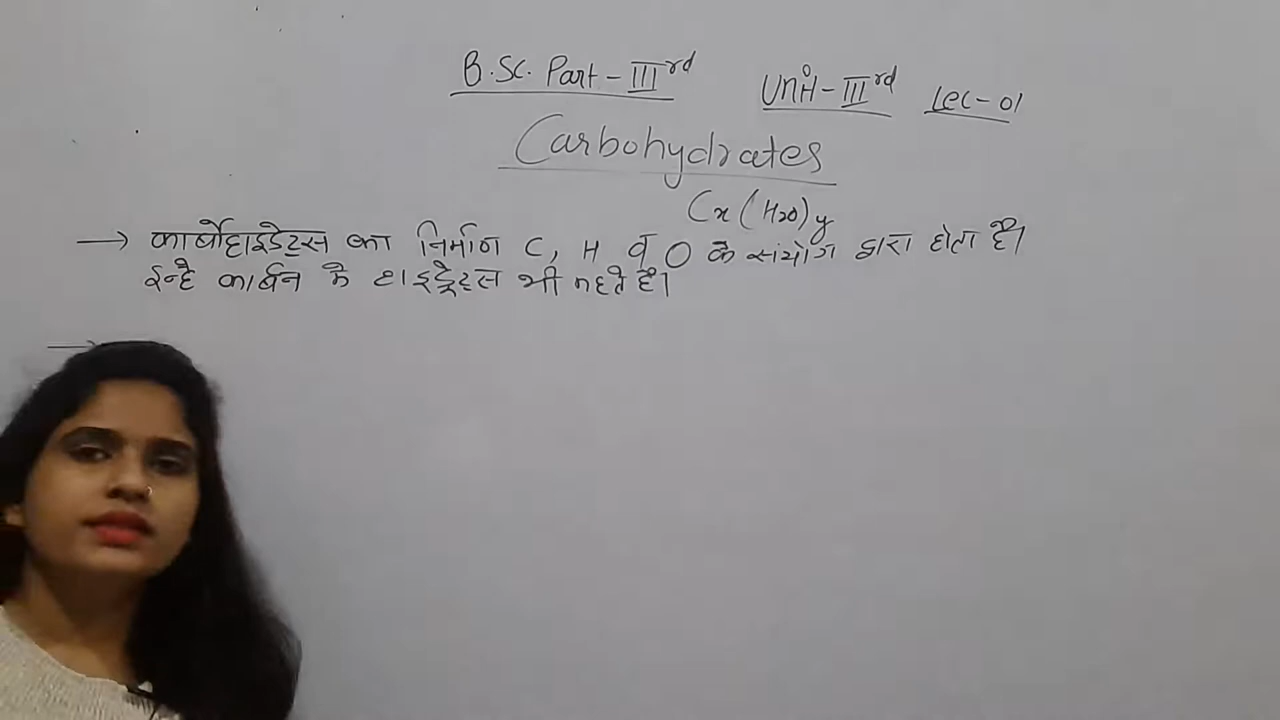 B.Sc. Part - III rd Unit - III rd Lec - 01
Carbohydrates
Cx (H2O)y
→ कार्बोहाइडेट्स का निर्माण C, H व O के संयोग द्वारा होता है।
इन्हे कार्बन के हाइड्रेट्स भी कहते है।